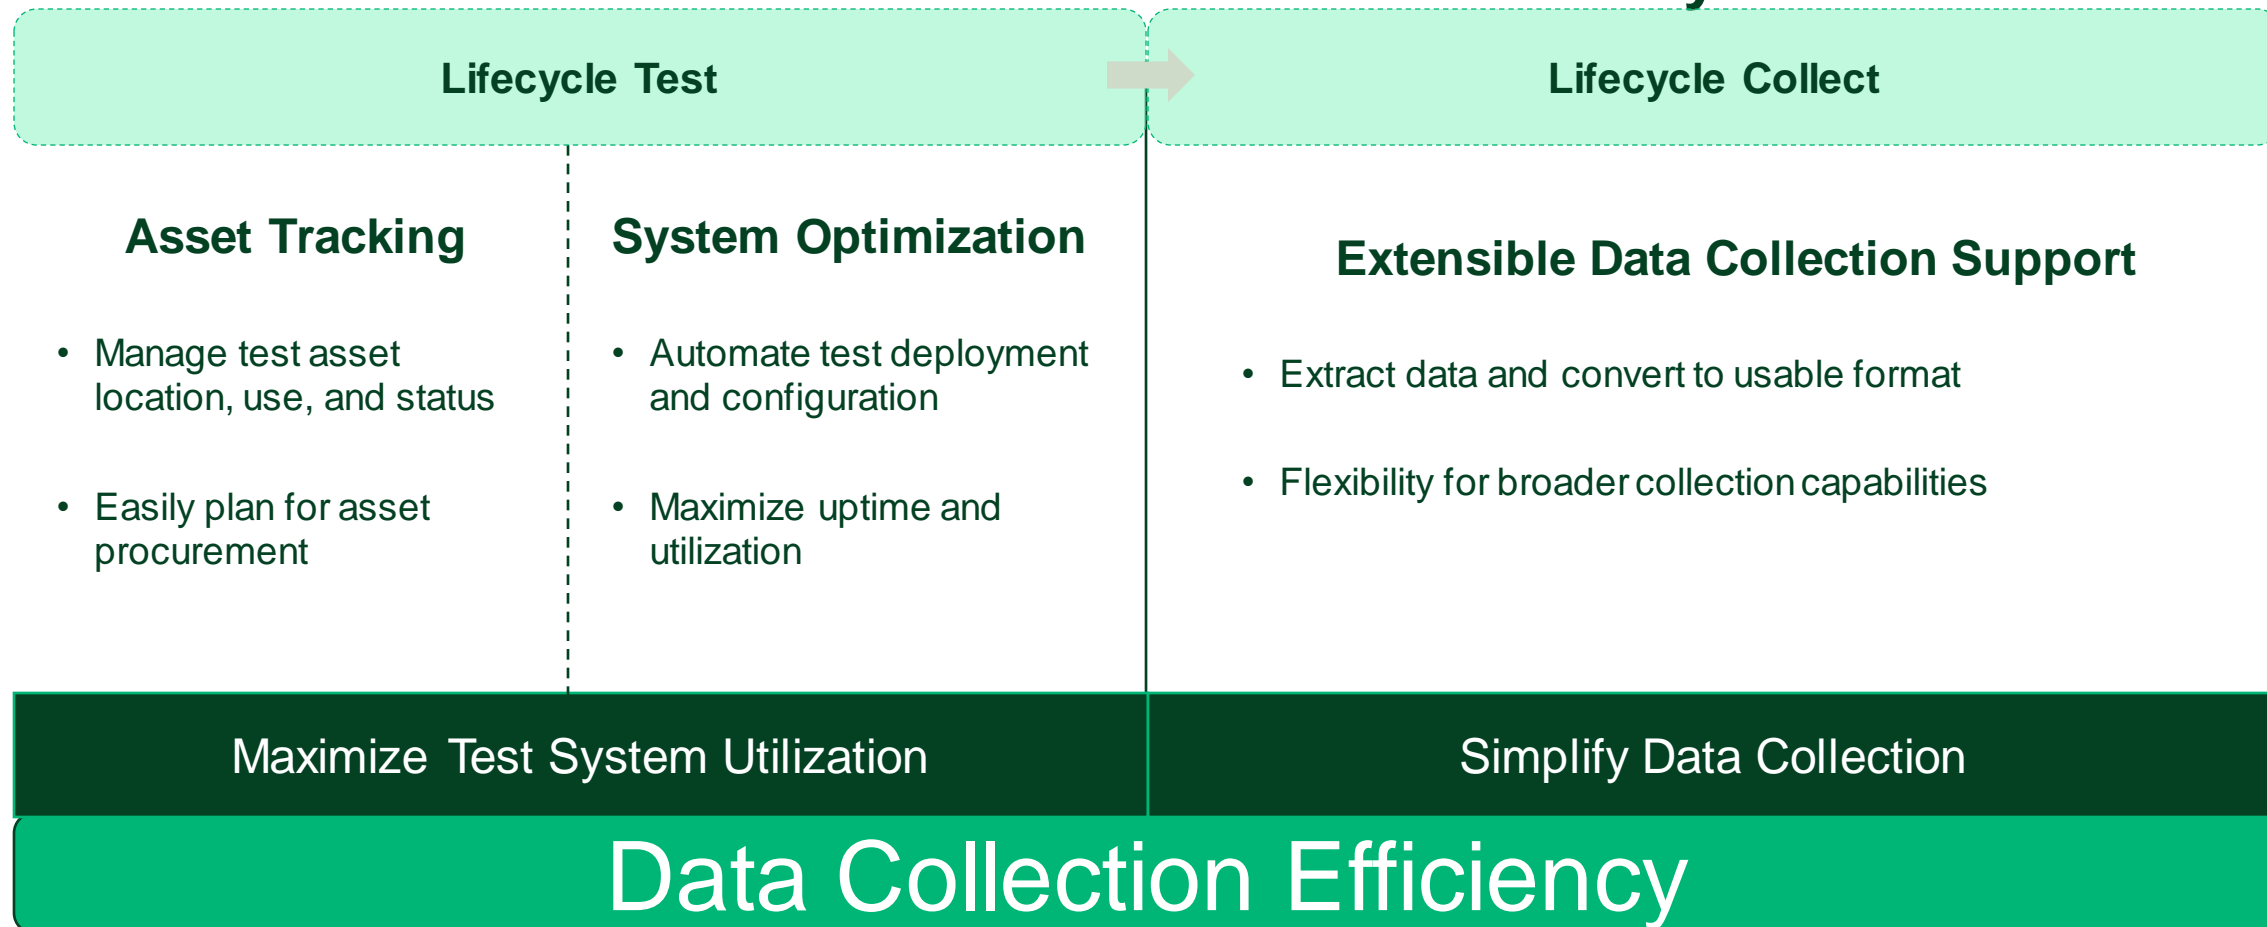 Lifecycle Test
Lifecycle Collect
Asset Tracking
• Manage test asset
location, use, and status
• Easily plan for asset
procurement
System Optimization
• Automate test deployment
and configuration
• Maximize uptime and
utilization
Extensible Data Collection Support
• Extract data and convert to usable format
• Flexibility for broader collection capabilities
Maximize Test System Utilization
Simplify Data Collection
Data Collection Efficiency